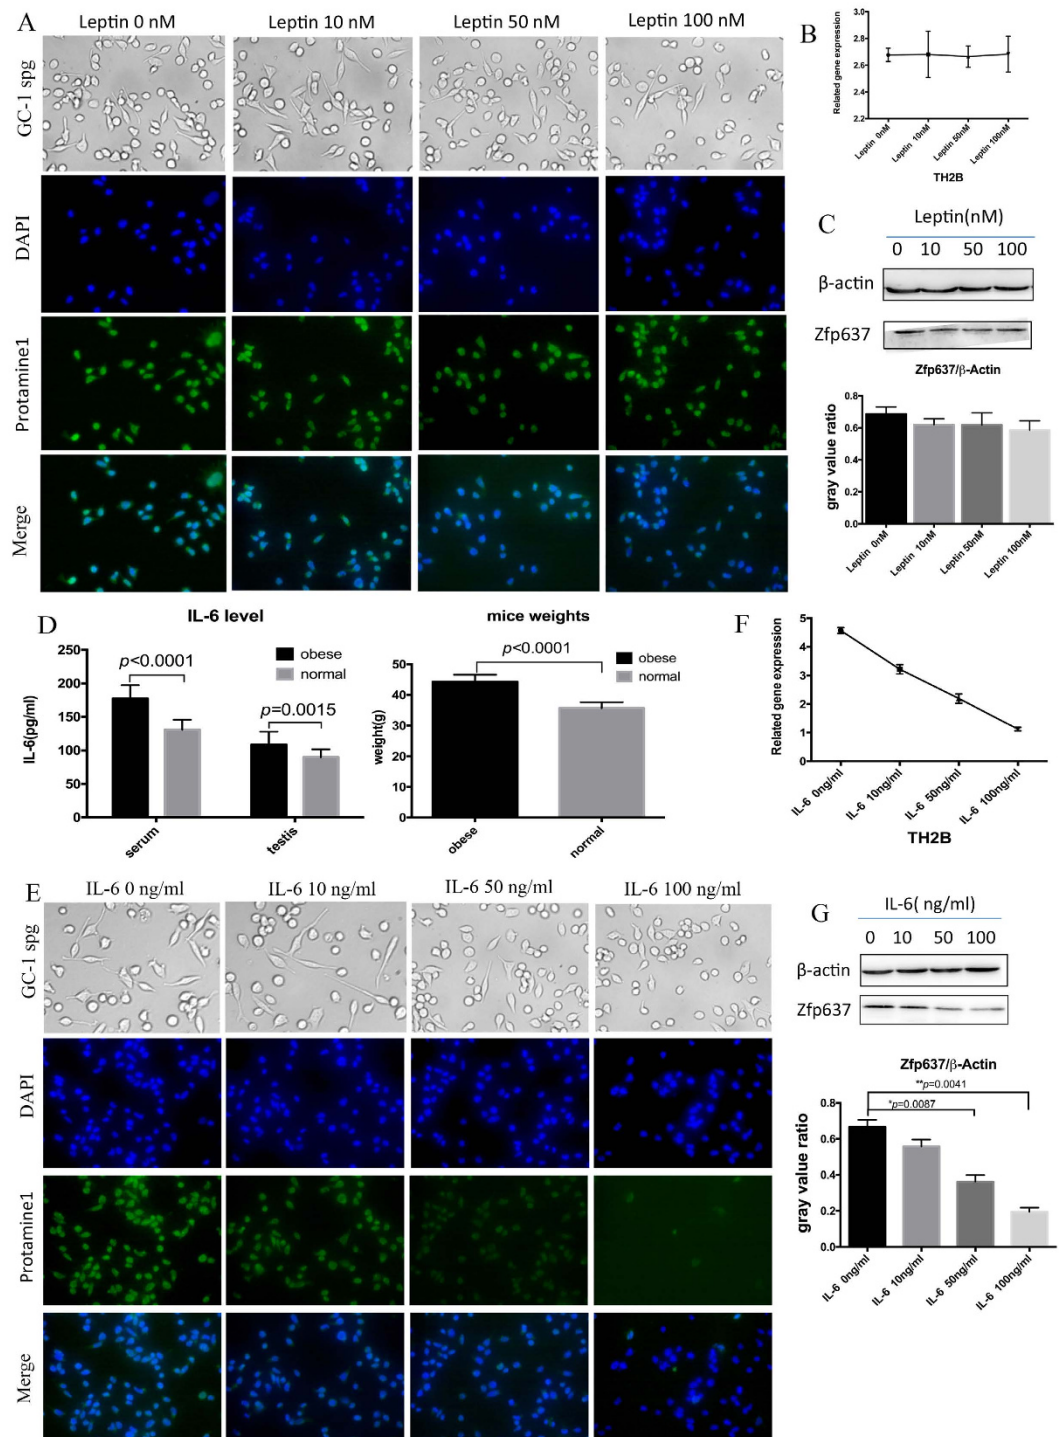 A
Leptin 0 nM
Leptin 10 nM
Leptin 50 nM
Leptin 100 nM
GC-1 spg
DAPI
Protamine1
Merge
B
Related gene expression
3.0
2.8
2.6
2.4
2.2
Leptin 0nM
Leptin 10nM
Leptin 50nM
Leptin 100nM
TH2B
C
Leptin(nM)
0 10 50 100
β-actin
Zfp637
Zfp637/β-Actin
gray value ratio
0.8
0.6
0.4
0.2
0.0
Leptin 0nM
Leptin 10nM
Leptin 50nM
Leptin 100nM
D
IL-6 level
IL-6(pg/ml)
250
200
150
100
50
0
p<0.0001
p=0.0015
obese
normal
serum
testis
mice weights
weight(g)
50
40
30
20
10
0
p<0.0001
obese
normal
obese
normal
F
Related gene expression
5
4
3
2
1
0
IL-6 0ng/ml
IL-6 10ng/ml
IL-6 50ng/ml
IL-6 100ng/ml
TH2B
E
IL-6 0 ng/ml
IL-6 10 ng/ml
IL-6 50 ng/ml
IL-6 100 ng/ml
GC-1 spg
DAPI
Protamine1
Merge
G
IL-6( ng/ml)
0 10 50 100
β-actin
Zfp637
Zfp637/β-Actin
**p=0.0041
*p=0.0087
gray value ratio
0.8
0.6
0.4
0.2
0.0
IL-6 0ng/ml
IL-6 10ng/ml
IL-6 50ng/ml
IL-6 100ng/ml